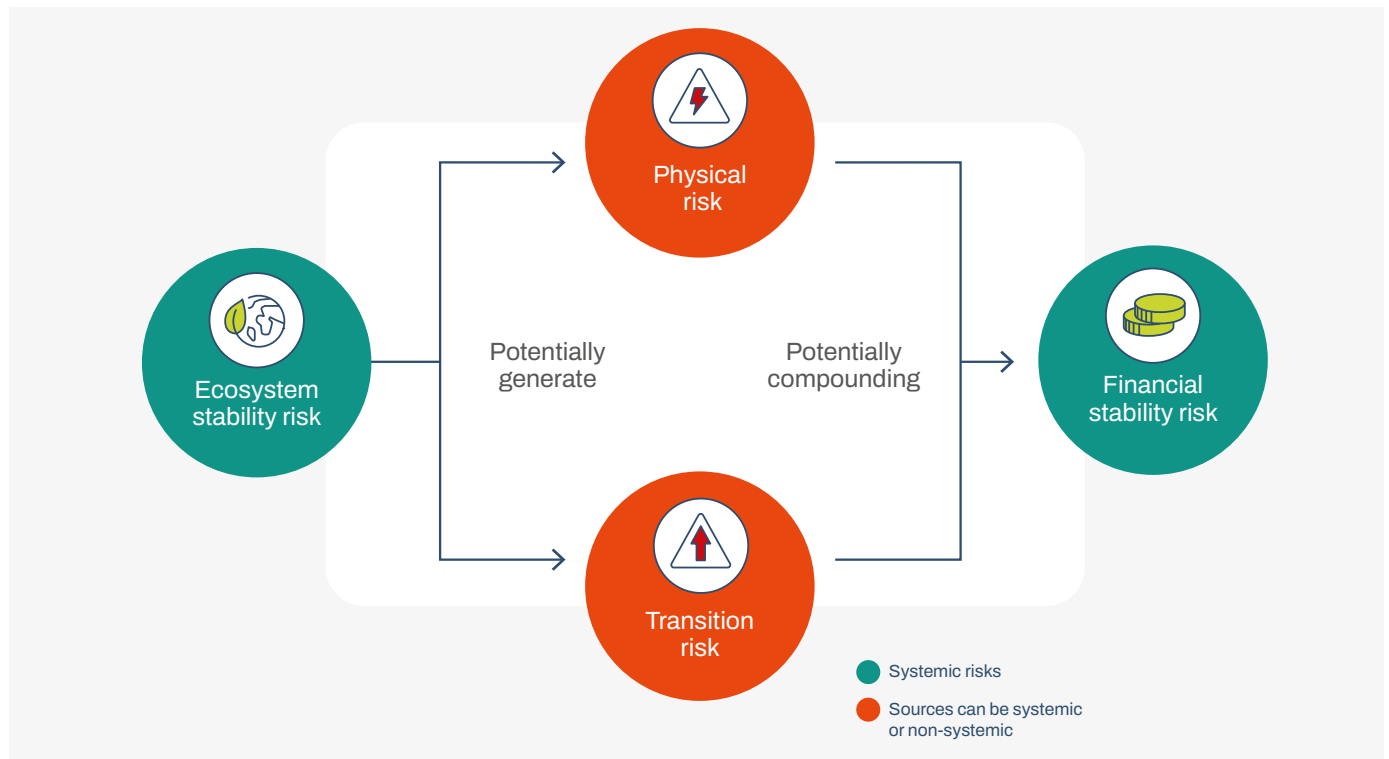 Physical
risk
Ecosystem
stability risk
Potentially
generate
Potentially
compounding
Financial
stability risk
Transition
risk
Systemic risks
Sources can be systemic
or non-systemic